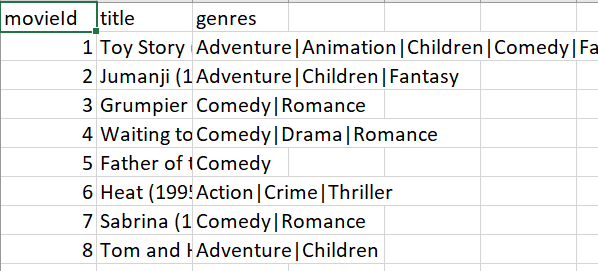 movieId title genres
1 Toy Story Adventure|Animation|Children|Comedy|Fa
2 Jumanji (1 Adventure|Children|Fantasy
3 Grumpier Comedy|Romance
4 Waiting to Comedy|Drama|Romance
5 Father of t Comedy
6 Heat (1995 Action|Crime|Thriller
7 Sabrina (1 Comedy|Romance
8 Tom and H Adventure|Children